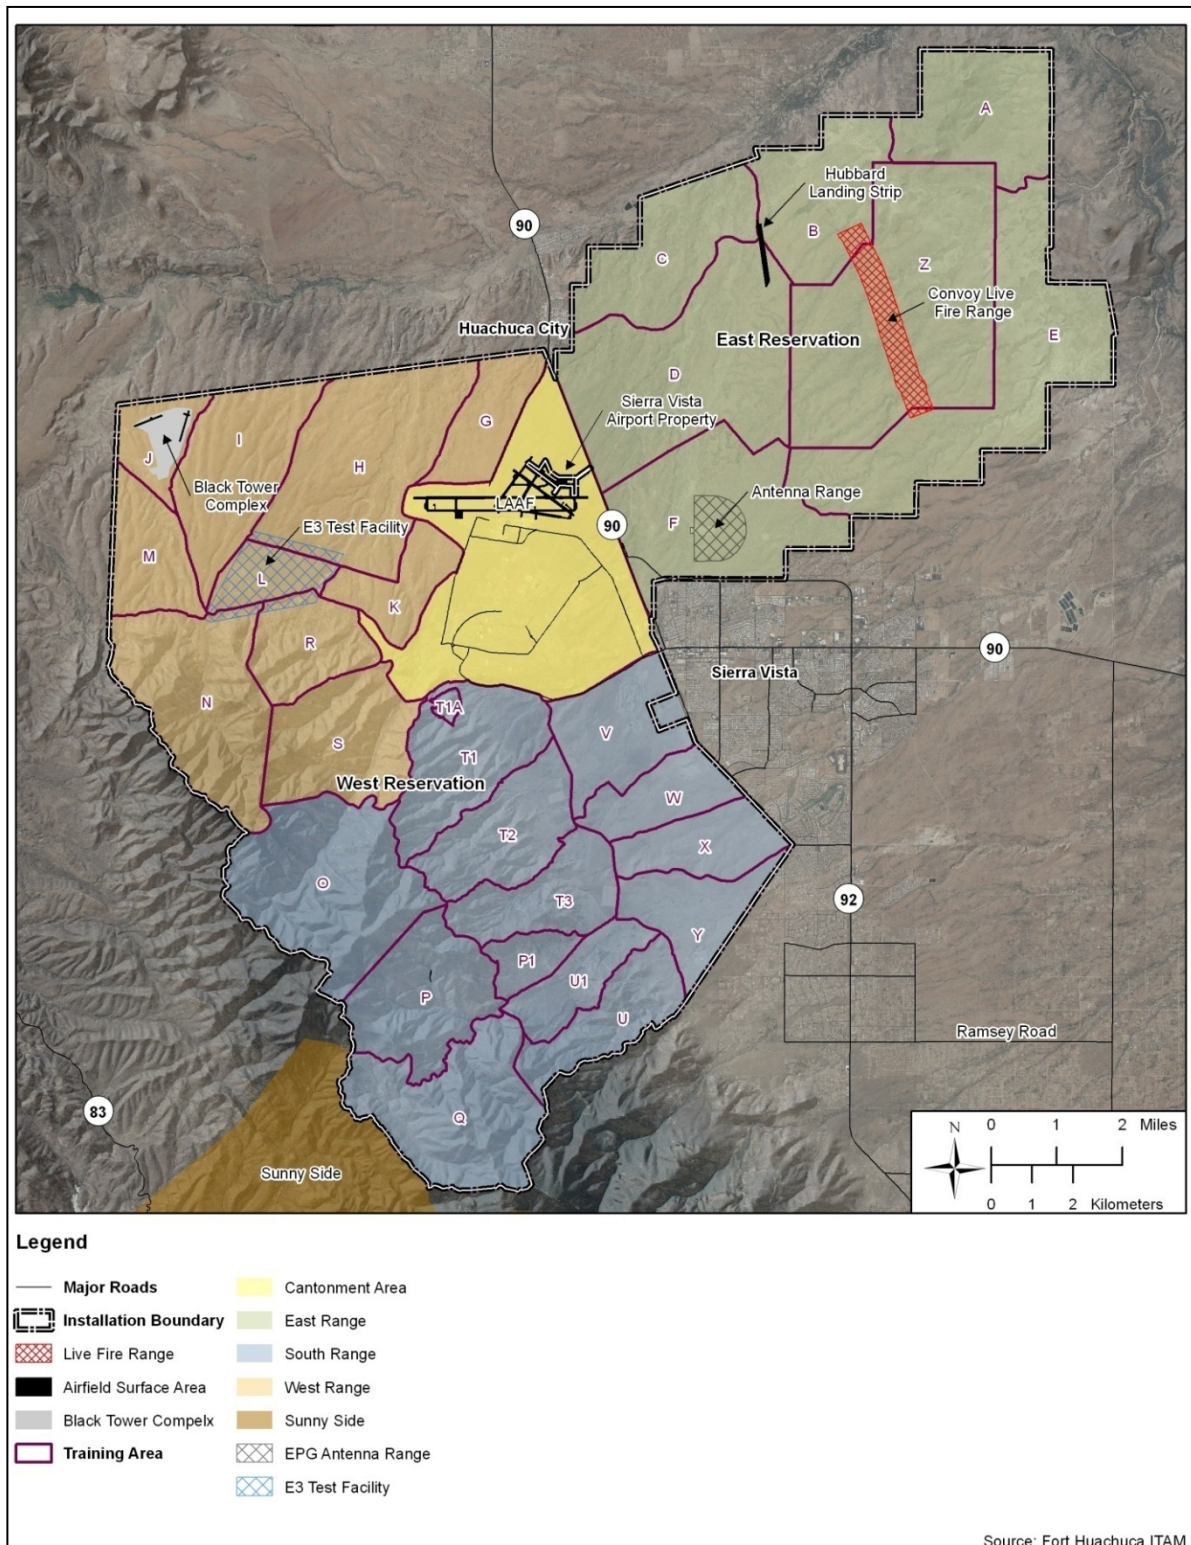 A
Hubbard
Landing Strip
90
B
C
Z
Convoy Live
Fire Range
Huachuca City
East Reservation
E
D
Sierra Vista
Airport Property
G
I
H
J
Black Tower
Complex
LAAF
Antenna Range
E3 Test Facility
90
F
M
L
K
R
Sierra Vista
90
N
T1A
S
V
T1
West Reservation
W
T2
X
O
T3
92
Y
P1
U1
P
U
Ramsey Road
83
Q
Sunny Side
N
0 1 2 Miles
0 1 2 Kilometers
Legend
Major Roads
Installation Boundary
Live Fire Range
Airfield Surface Area
Black Tower Compelx
Training Area
Cantonment Area
East Range
South Range
West Range
Sunny Side
EPG Antenna Range
E3 Test Facility
Source: Fort Huachuca ITAM